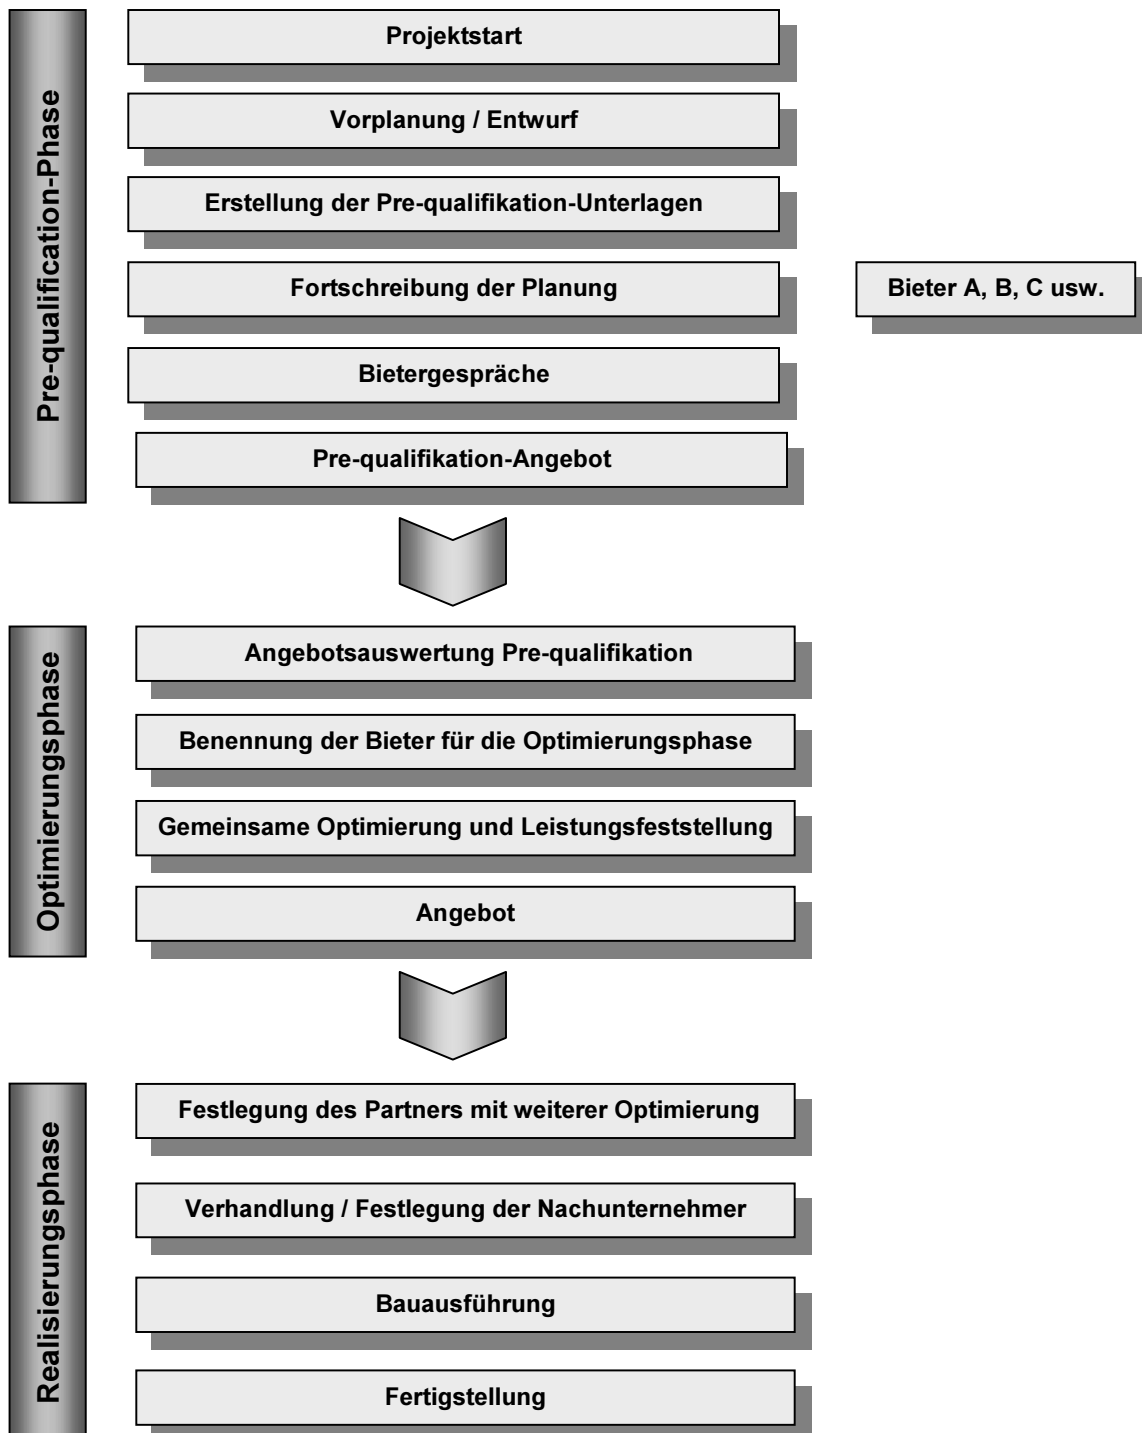 Pre-qualification-Phase
Projektstart
Vorplanung / Entwurf
Erstellung der Pre-qualifikation-Unterlagen
Fortschreibung der Planung
Bieter A, B, C usw.
Bietergespräche
Pre-qualifikation-Angebot
Optimierungsphase
Angebotsauswertung Pre-qualifikation
Benennung der Bieter für die Optimierungsphase
Gemeinsame Optimierung und Leistungsfeststellung
Angebot
Realisierungsphase
Festlegung des Partners mit weiterer Optimierung
Verhandlung / Festlegung der Nachunternehmer
Bauausführung
Fertigstellung